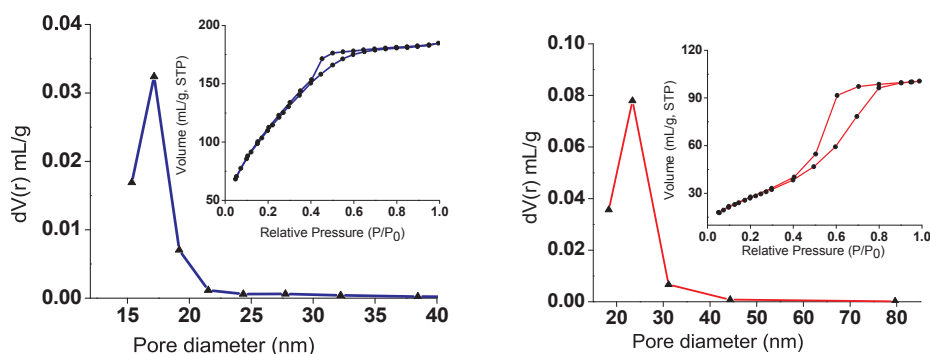 dV(r) mL/g
0.04
0.03
0.02
0.01
0.00
15 20 25 30 35 40
Pore diameter (nm)
Volume (mL/g, STP)
200
150
100
50
0.0 0.2 0.4 0.6 0.8 1.0
Relative Pressure (P/P0)
dV(r) mL/g
0.10
0.08
0.06
0.04
0.02
0.00
20 30 40 50 60 70 80
Pore diameter (nm)
Volume (mL/g, STP)
120
90
60
30
0.0 0.2 0.4 0.6 0.8 1.0
Relative Pressure (P/P0)